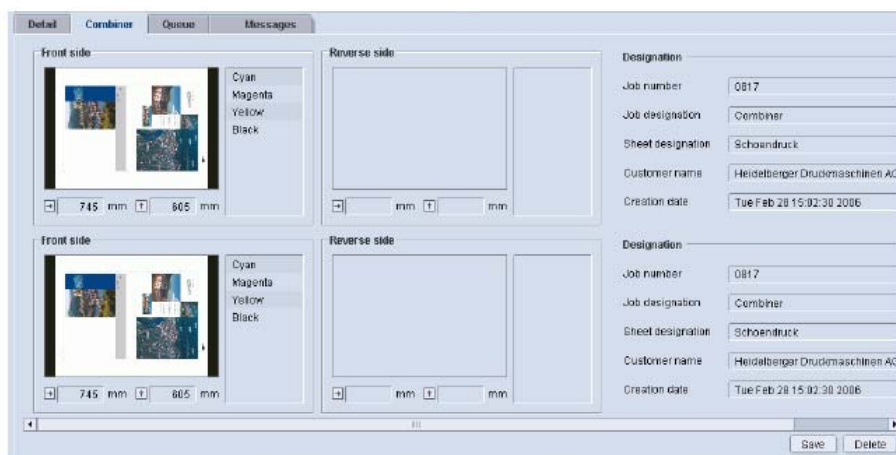 Detail Combiner Queue Messages
Front side
Cyan
Magenta
Yellow
Black
745 mm 605 mm
Reverse side
mm mm
Designation
Job number 0817
Job designation Combiner
Sheet designation Schoendruck
Customer name Heidelberger Druckmaschinen AG
Creation date Tue Feb 28 15:02:30 2006
Front side
Cyan
Magenta
Yellow
Black
745 mm 605 mm
Reverse side
mm mm
Designation
Job number 0817
Job designation Combiner
Sheet designation Schoendruck
Customer name Heidelberger Druckmaschinen AG
Creation date Tue Feb 28 15:02:30 2006
Save Delete